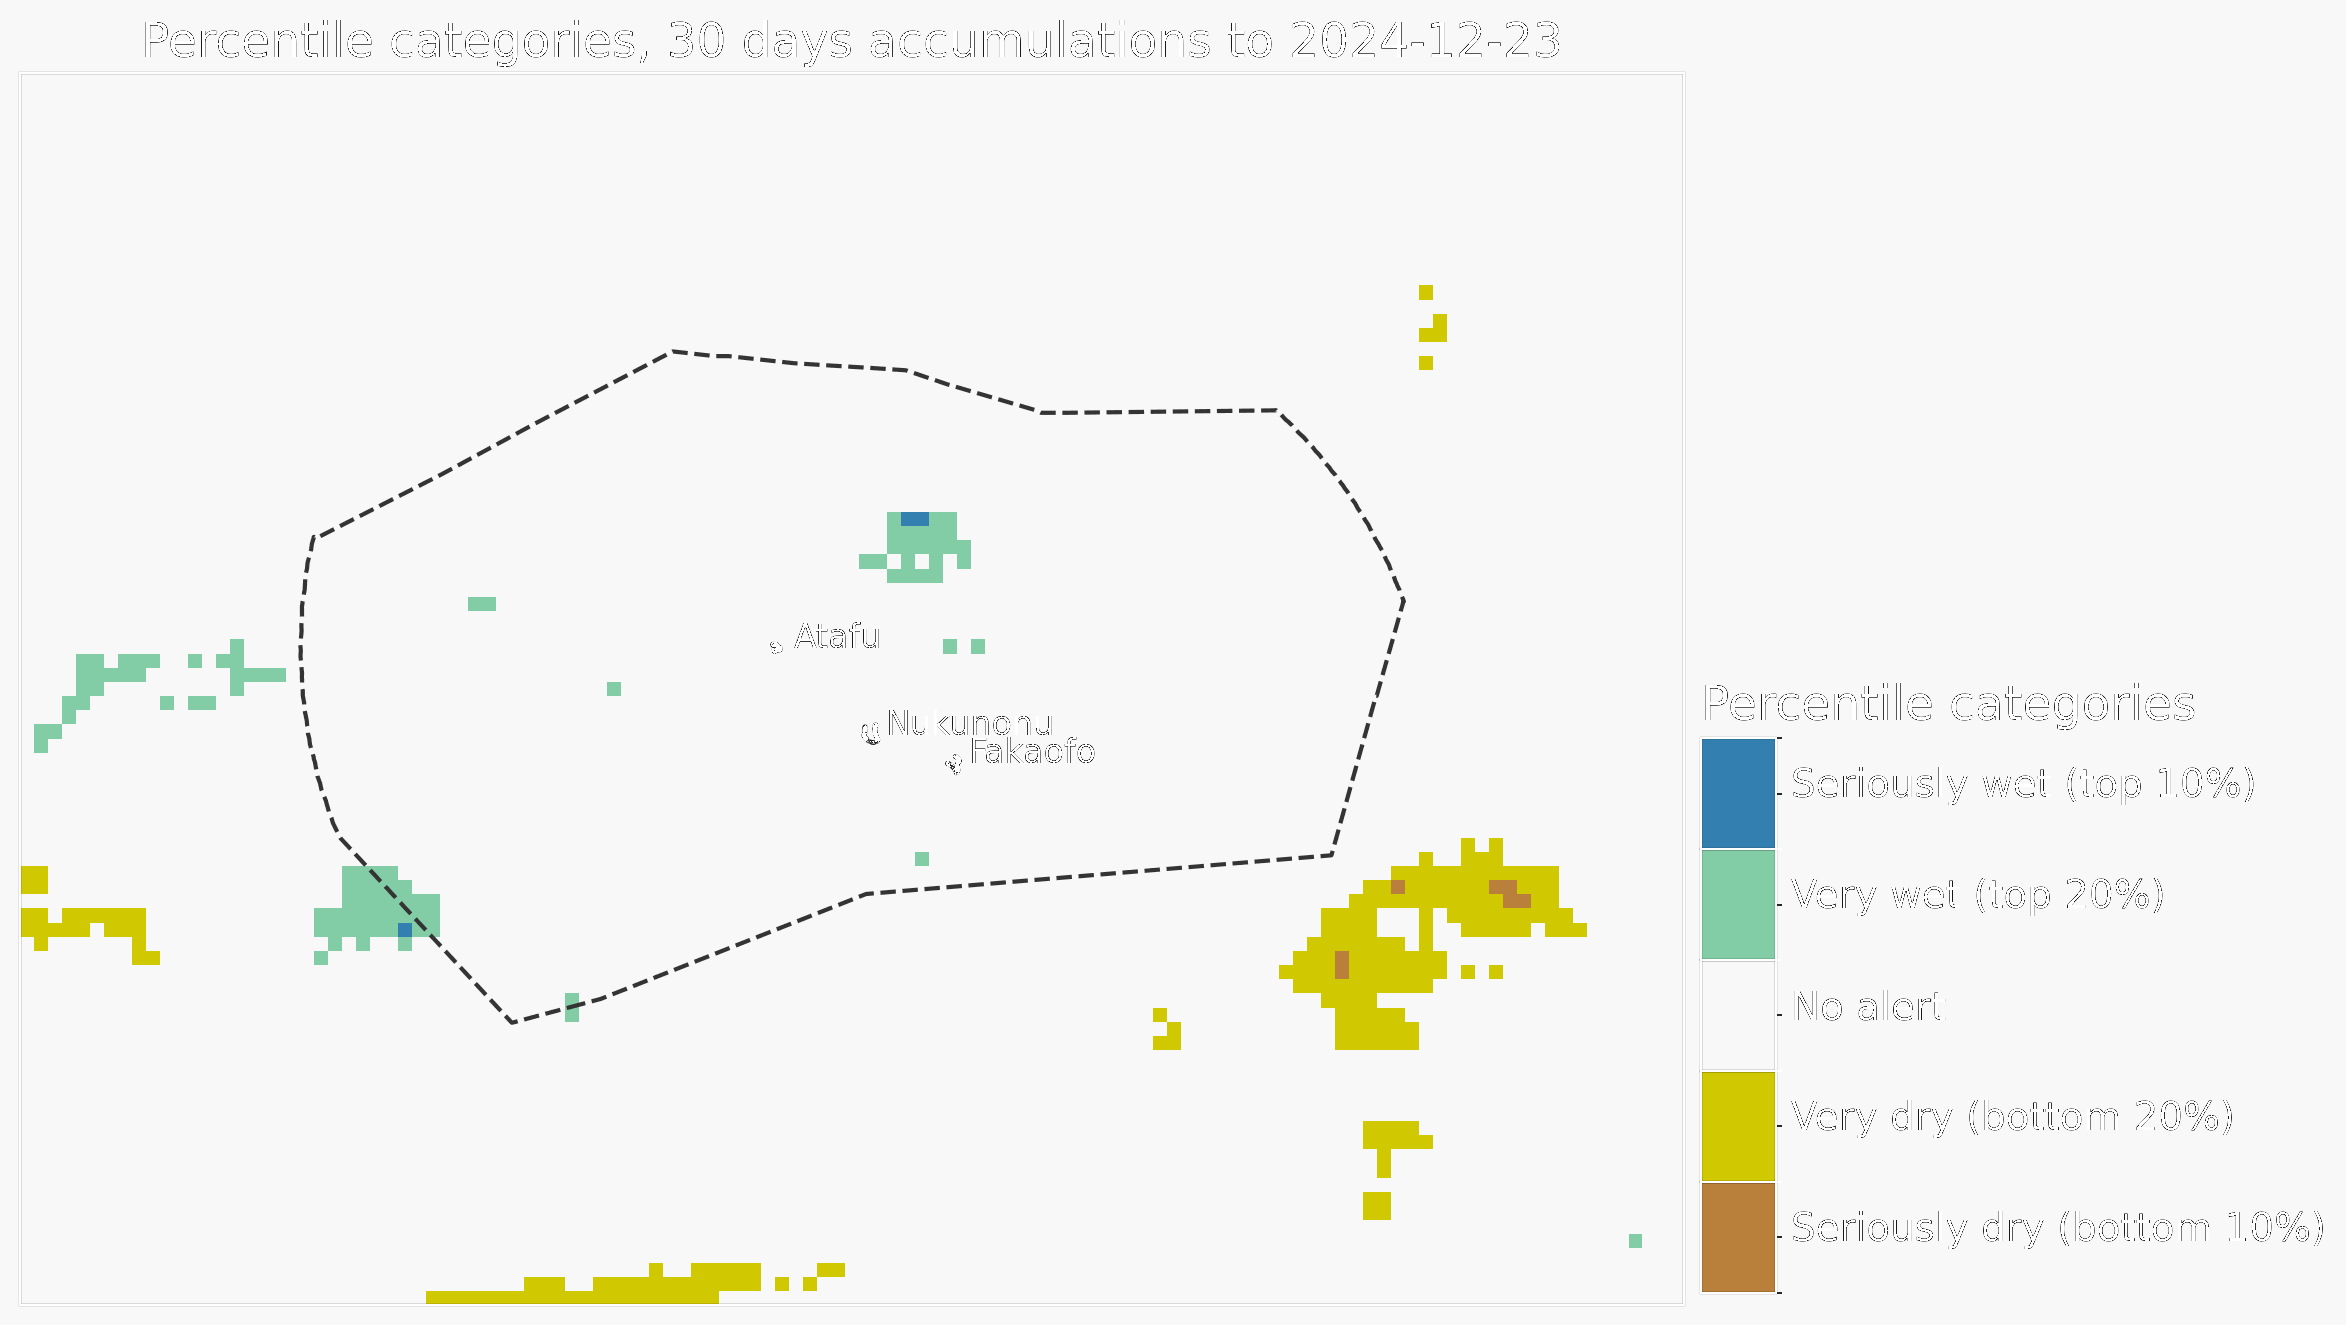 Percentile categories, 30 days accumulations to 2024-12-23
Atafu
Nukunonu
Fakaofo
Percentile categories
Seriously wet (top 10%)
Very wet (top 20%)
No alert
Very dry (bottom 20%)
Seriously dry (bottom 10%)